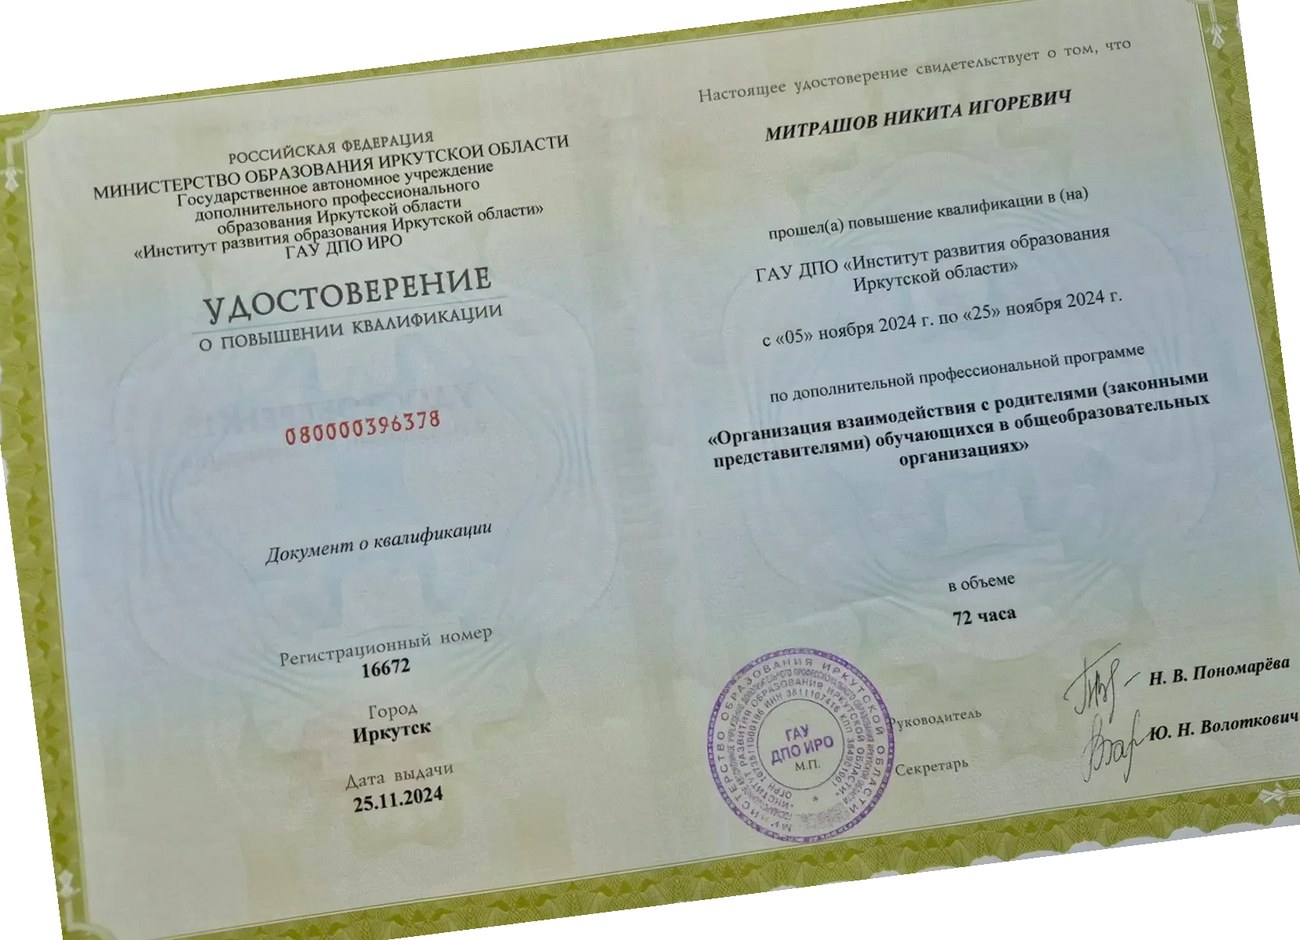 РОССИЙСКАЯ ФЕДЕРАЦИЯ
МИНИСТЕРСТВО ОБРАЗОВАНИЯ ИРКУТСКОЙ ОБЛАСТИ
Государственное автономное учреждение
дополнительного профессионального
образования Иркутской области
«Институт развития образования Иркутской области»
ГАУ ДПО ИРО
УДОСТОВЕРЕНИЕ
О ПОВЫШЕНИИ КВАЛИФИКАЦИИ
080000396378
Документ о квалификации
Регистрационный номер
16672
Город
Иркутск
Дата выдачи
25.11.2024
Настоящее удостоверение свидетельствует о том, что
МИТРАШОВ НИКИТА ИГОРЕВИЧ
прошел(а) повышение квалификации в (на)
ГАУ ДПО «Институт развития образования
Иркутской области»
с «05» ноября 2024 г. по «25» ноября 2024 г.
по дополнительной профессиональной программе
«Организация взаимодействия с родителями (законными
представителями) обучающихся в общеобразовательных
организациях»
в объеме
72 часа
Н. В. Пономарёва
Руководитель
Ю. Н. Волоткович
Секретарь
МИНИСТЕРСТВО ОБРАЗОВАНИЯ ИРКУТСКОЙ ОБЛАСТИ
ГАУ
ДПО ИРО
М.П.